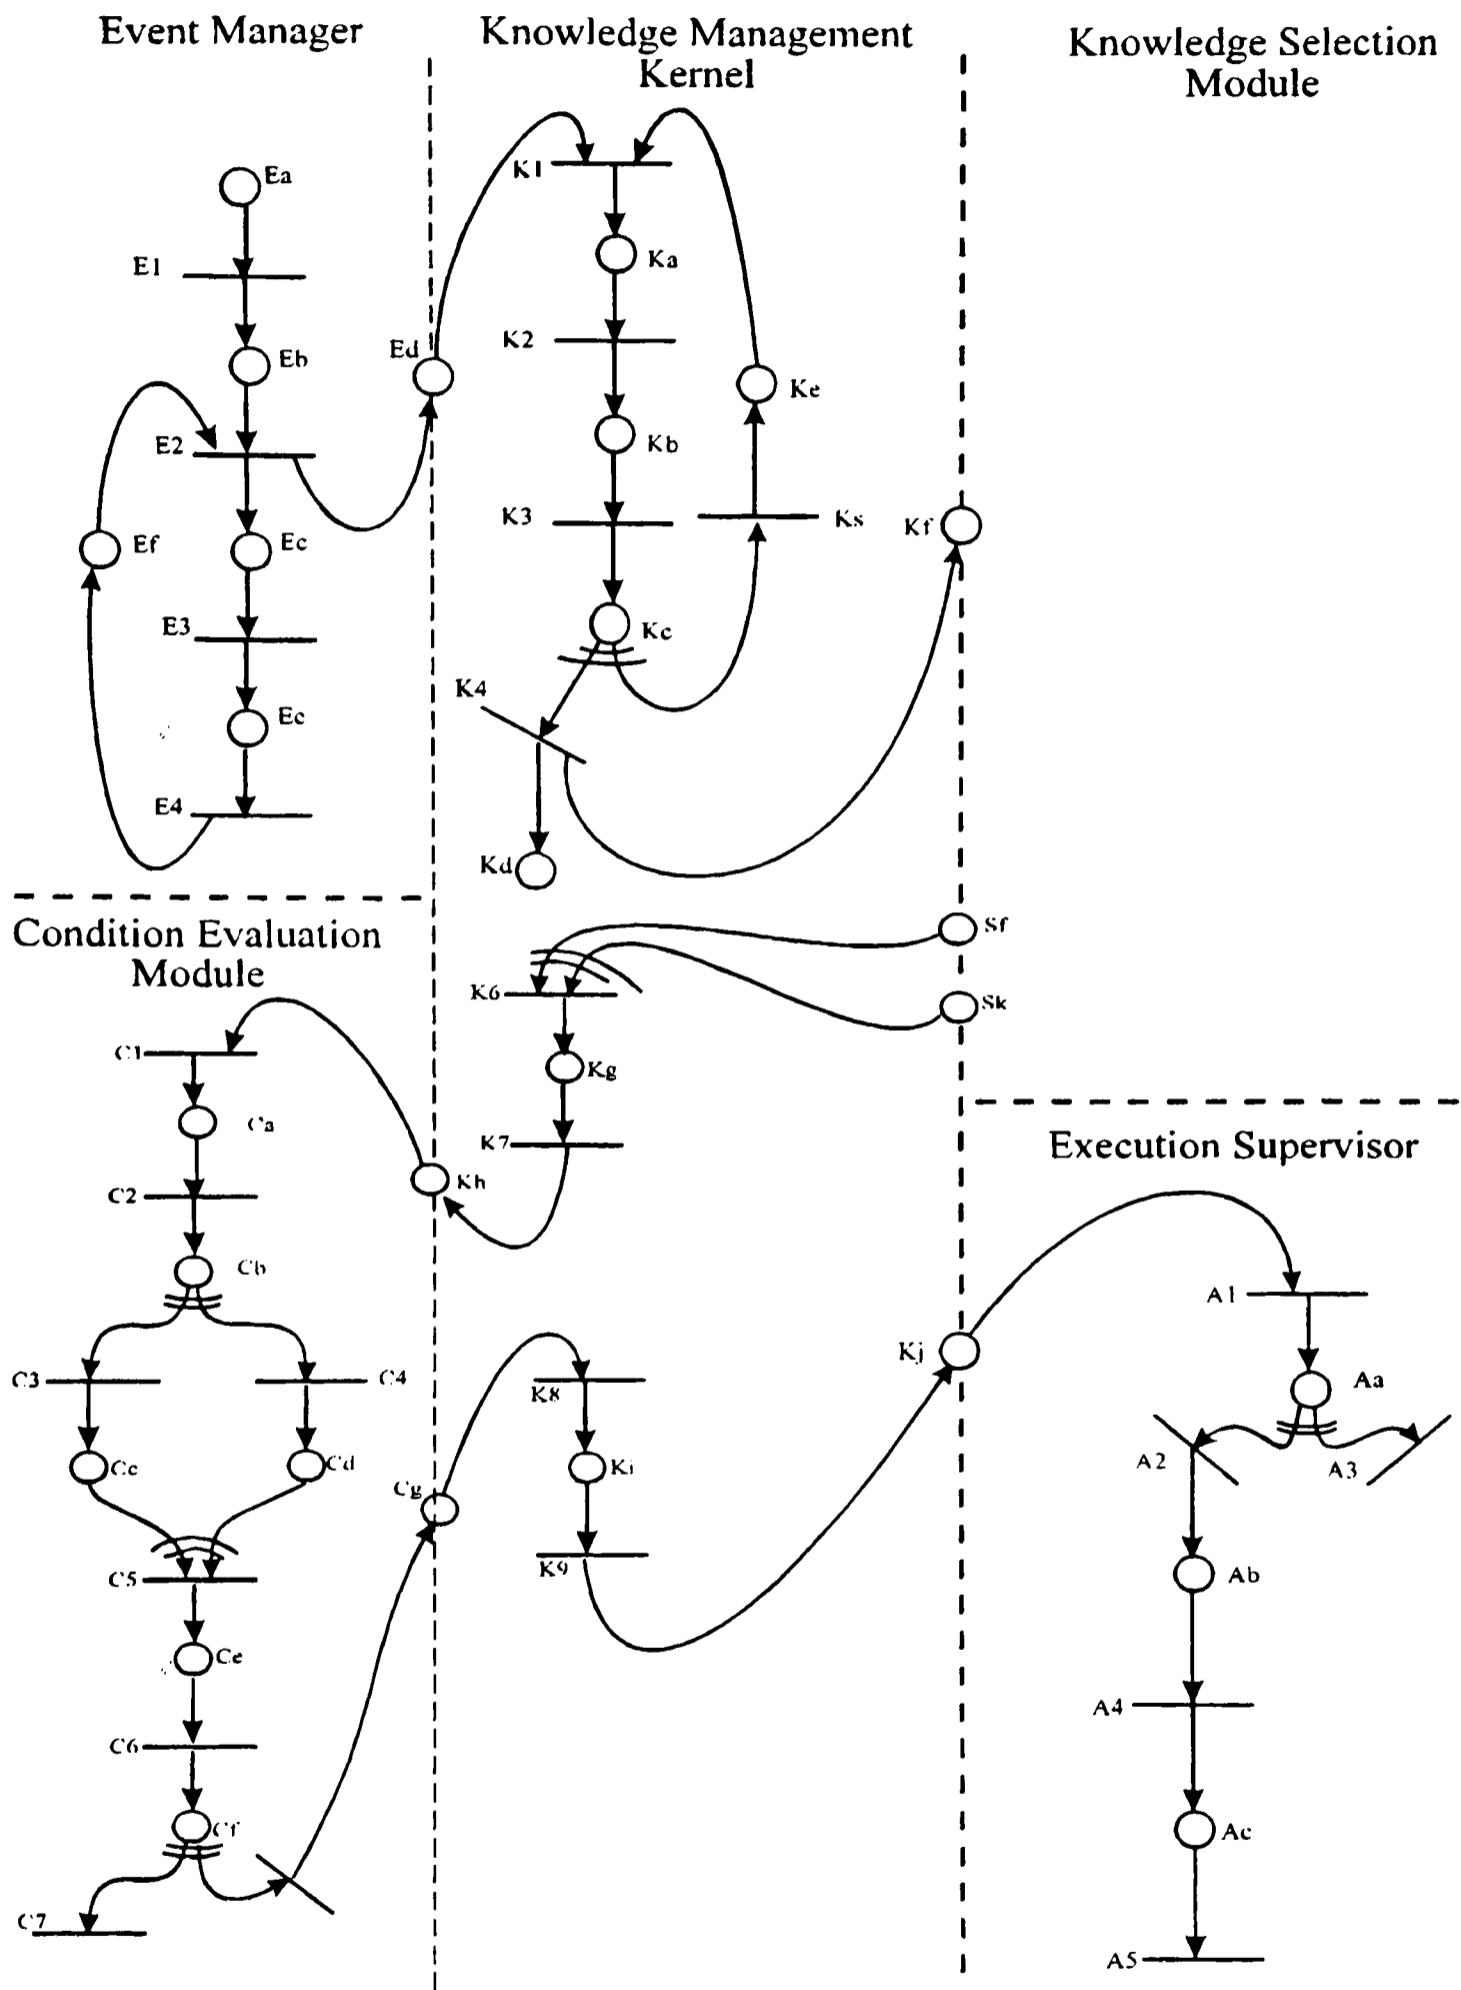 Event Manager
Knowledge Management
Kernel
Knowledge Selection
Module
Ea
E1
Eb
E2
Ef
Ec
E3
Ec
E4
Ed
K1
Ka
K2
Kb
Ke
K3
Ks
Kc
K4
Kd
Kf
Condition Evaluation
Module
C1
Ca
C2
Cb
C3
C4
Cc
Cd
C5
Ce
C6
Cf
C7
Sf
Sk
K6
Kg
K7
Kh
Cg
K8
Ki
K9
Kj
Execution Supervisor
A1
Aa
A2
A3
Ab
A4
Ac
A5